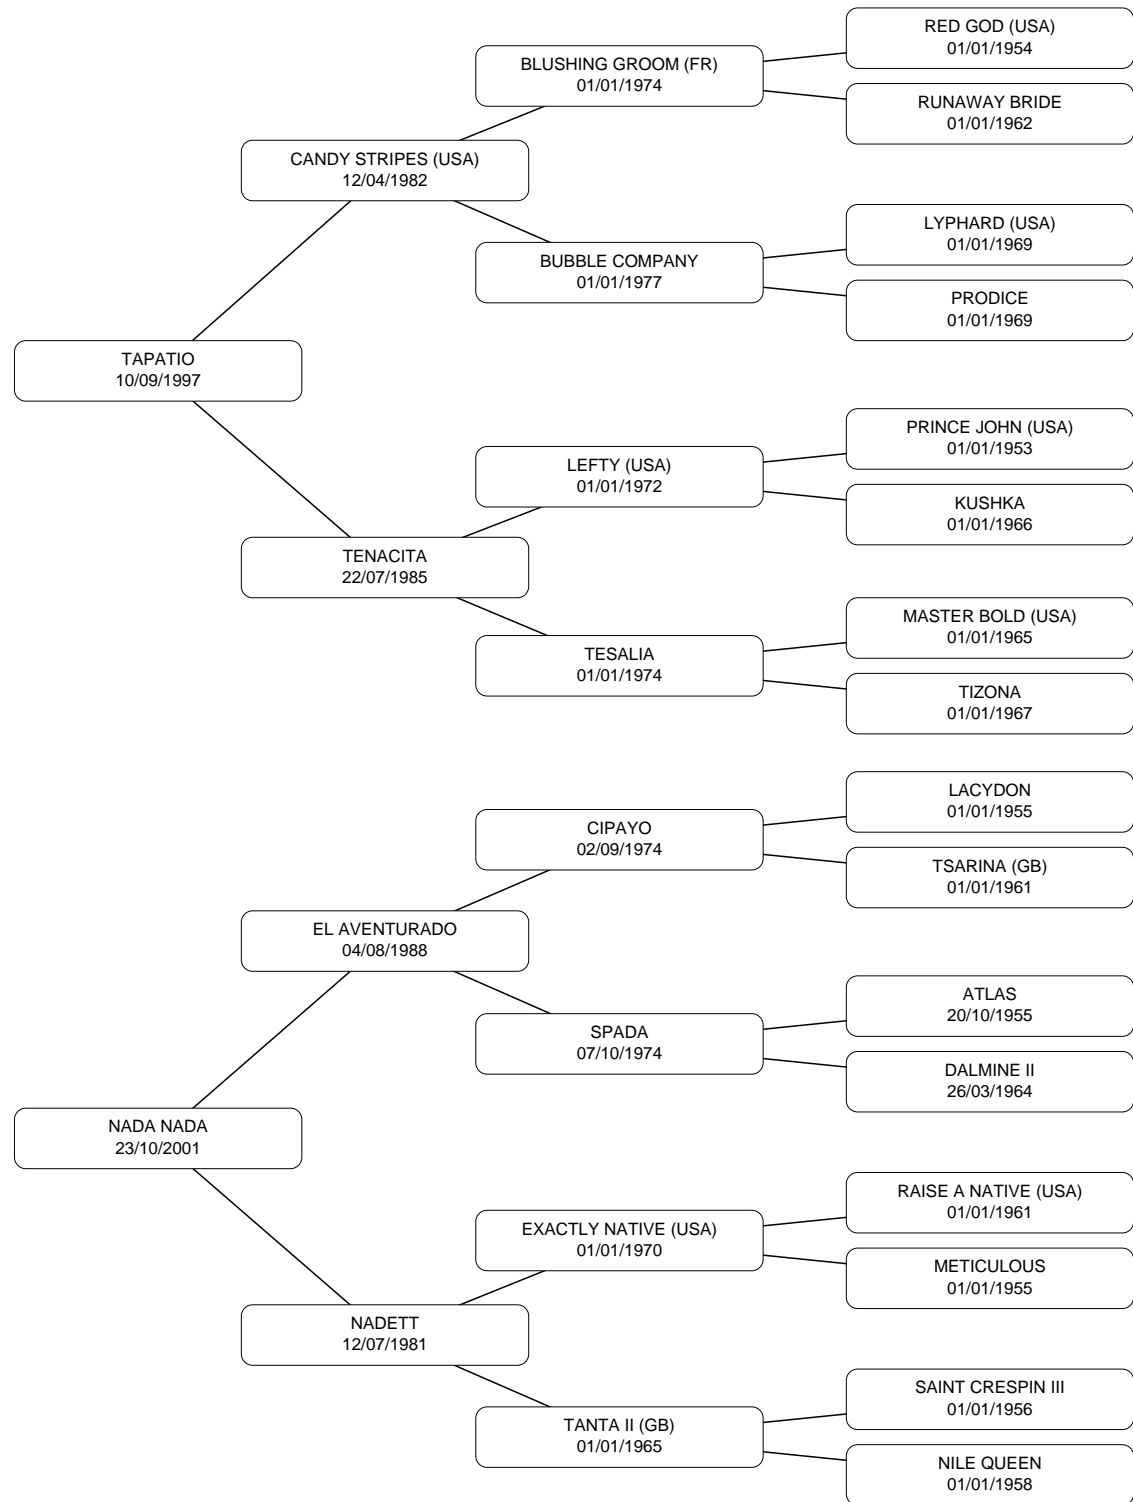 RED GOD (USA)
01/01/1954
BLUSHING GROOM (FR)
01/01/1974
RUNAWAY BRIDE
01/01/1962
CANDY STRIPES (USA)
12/04/1982
LYPHARD (USA)
01/01/1969
BUBBLE COMPANY
01/01/1977
PRODICE
01/01/1969
TAPATIO
10/09/1997
PRINCE JOHN (USA)
01/01/1953
LEFTY (USA)
01/01/1972
KUSHKA
01/01/1966
TENACITA
22/07/1985
MASTER BOLD (USA)
01/01/1965
TESALIA
01/01/1974
TIZONA
01/01/1967
LACYDON
01/01/1955
CIPAYO
02/09/1974
TSARINA (GB)
01/01/1961
EL AVENTURADO
04/08/1988
ATLAS
20/10/1955
SPADA
07/10/1974
DALMINE II
26/03/1964
NADA NADA
23/10/2001
RAISE A NATIVE (USA)
01/01/1961
EXACTLY NATIVE (USA)
01/01/1970
METICULOUS
01/01/1955
NADETT
12/07/1981
SAINT CRESPIN III
01/01/1956
TANTA II (GB)
01/01/1965
NILE QUEEN
01/01/1958